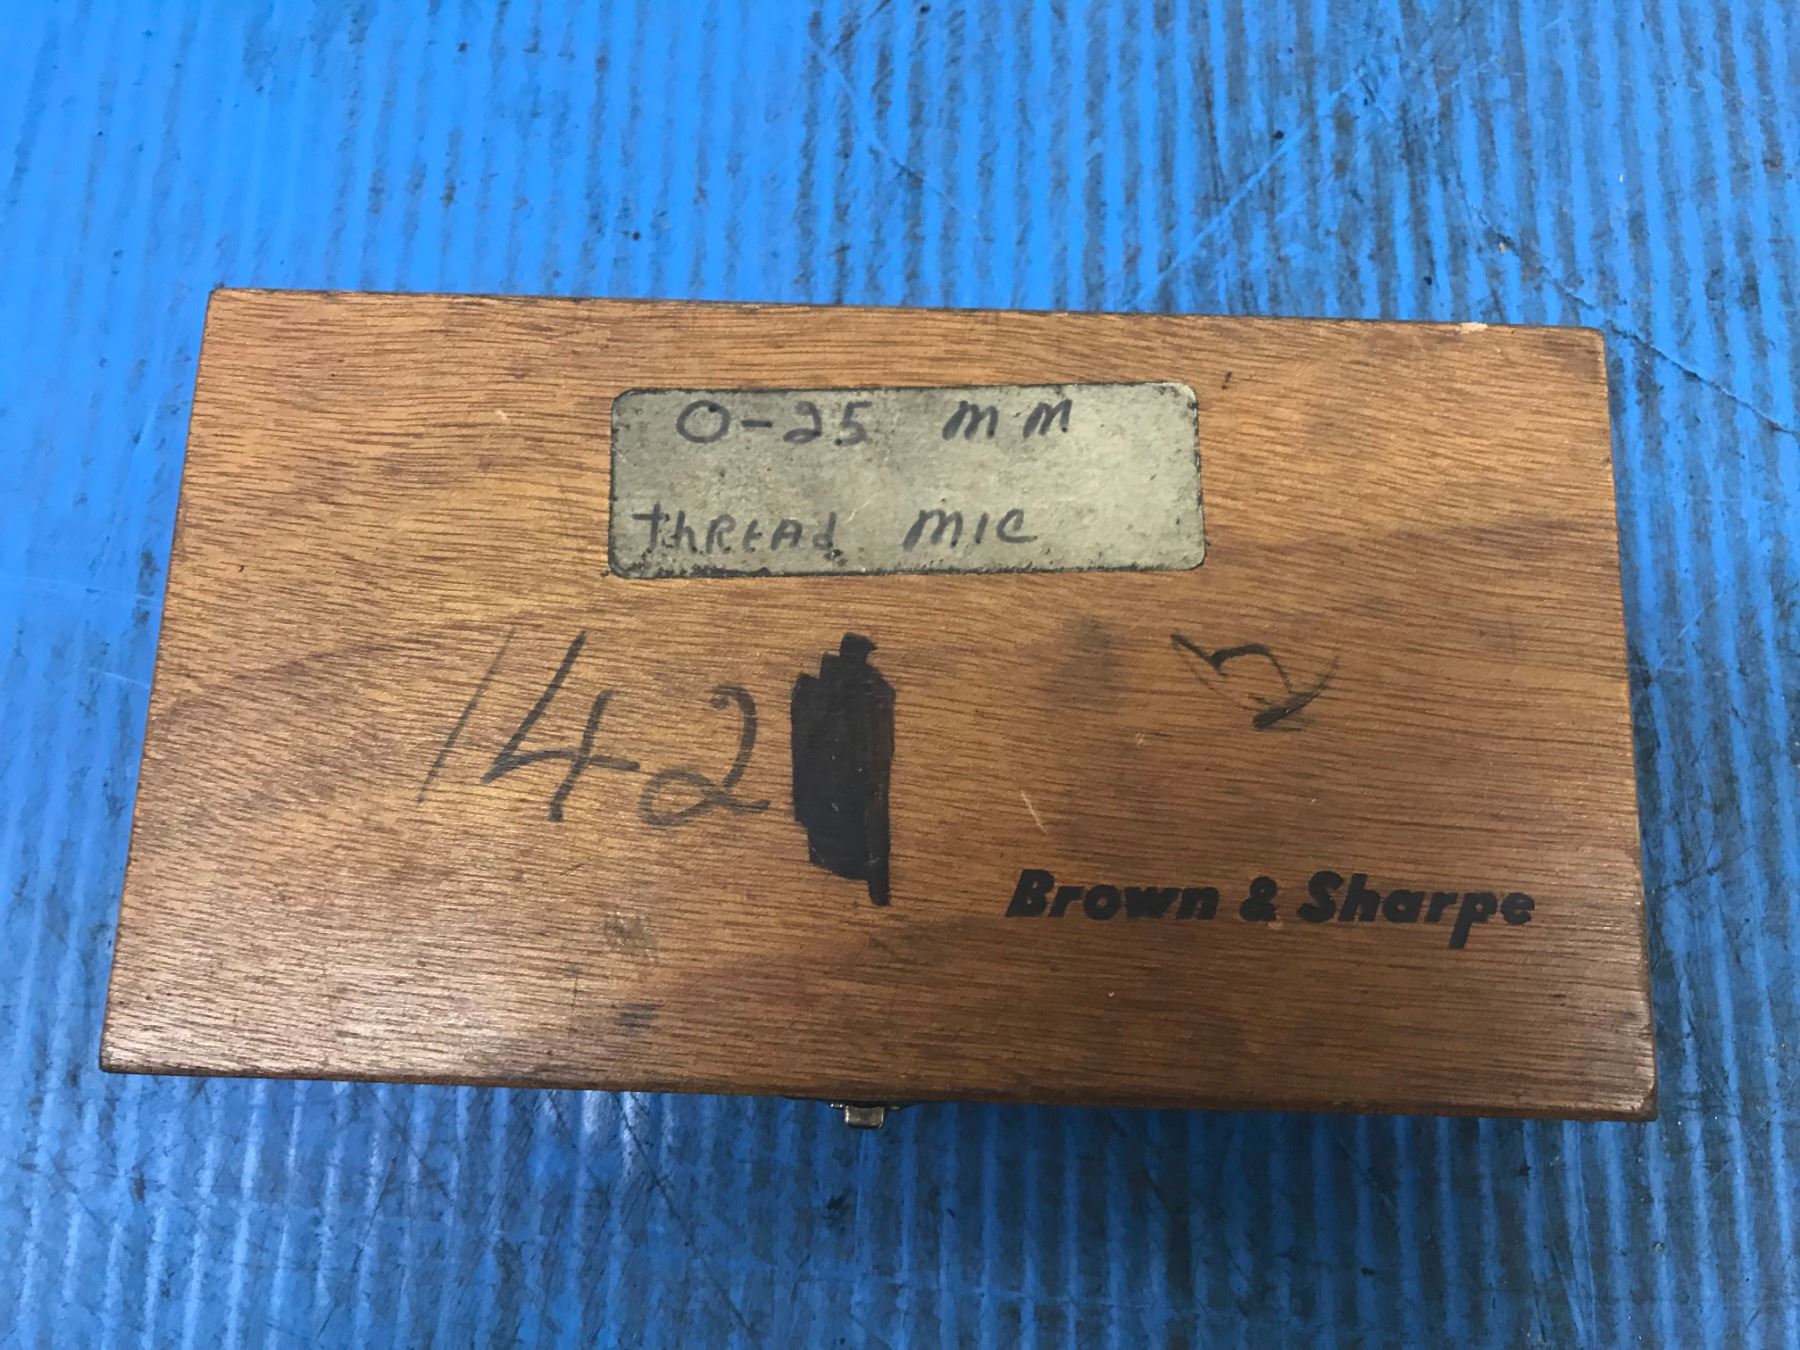 0-25 mm
thREAd MIC
142
Brown & Sharpe